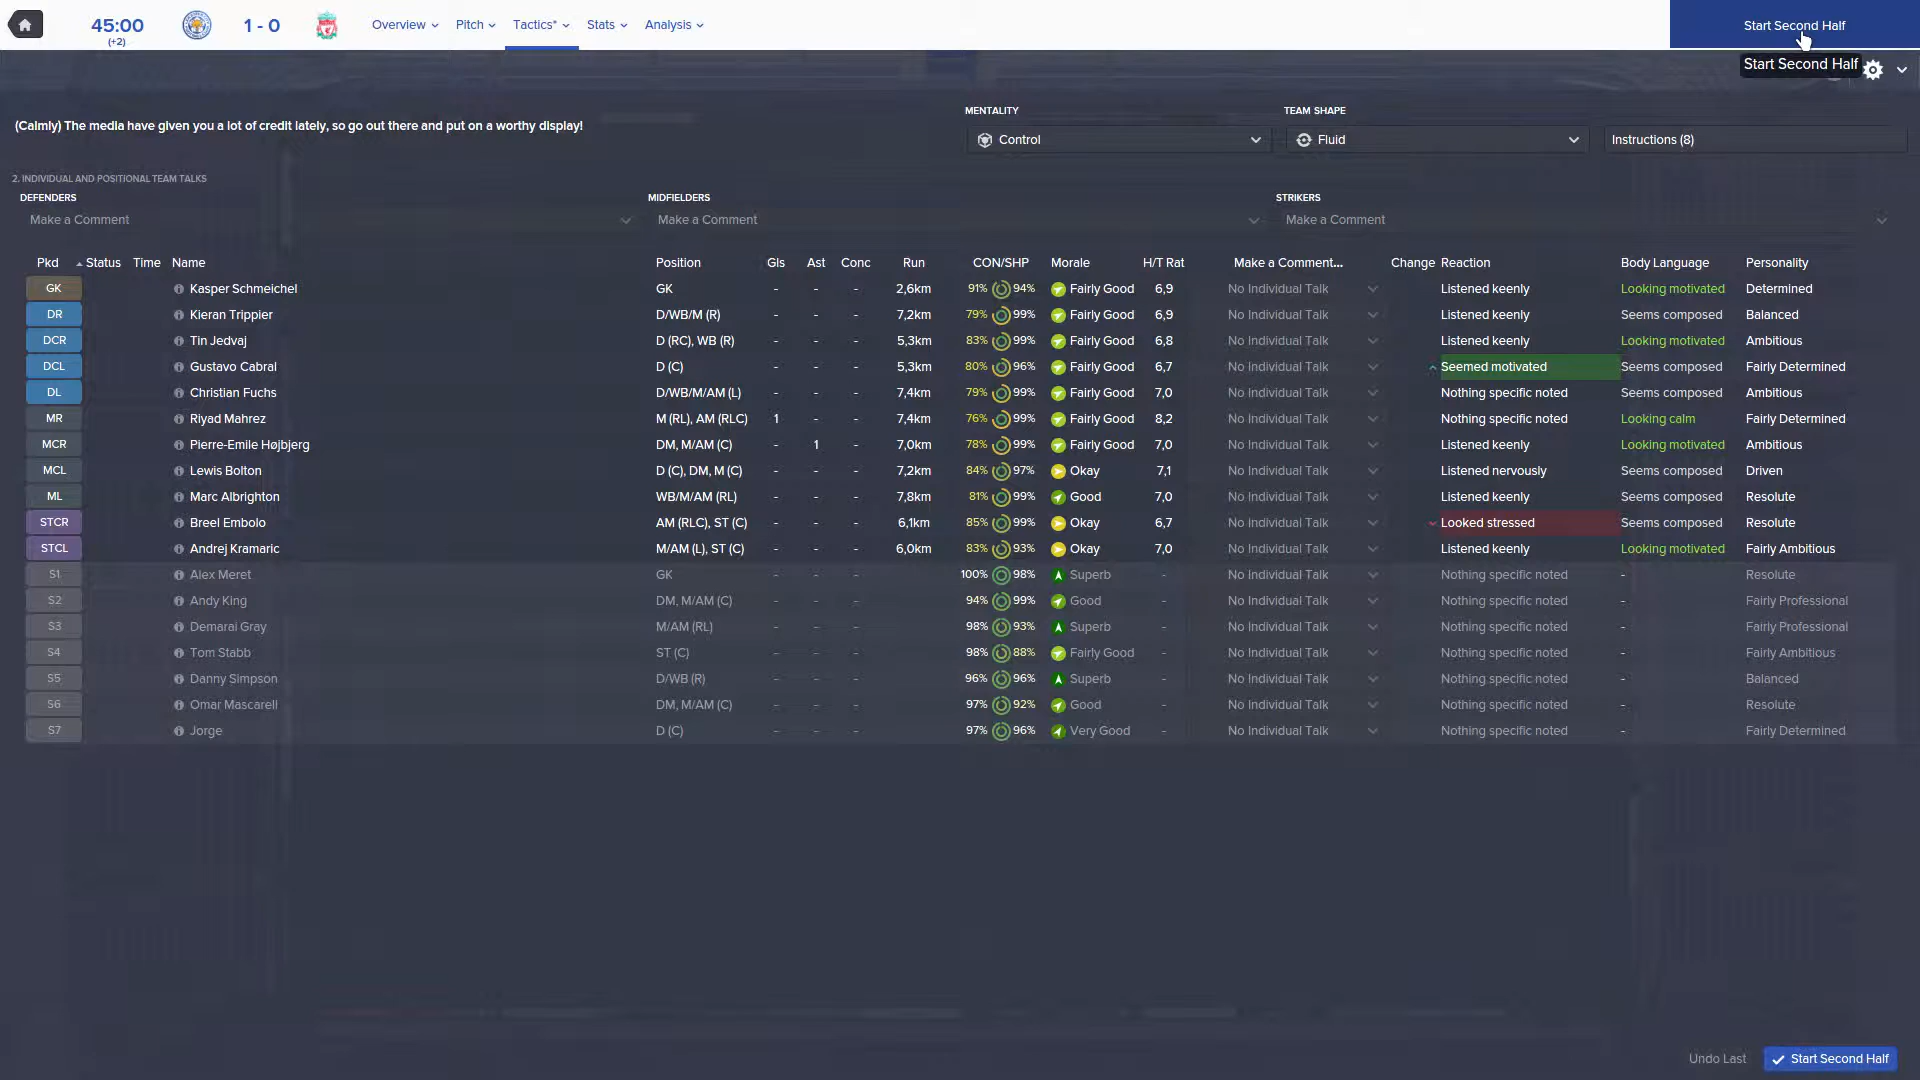 45:00
(+2)
1 - 0
Overview
Pitch
Tactics*
Stats
Analysis
Start Second Half
Start Second Half
(Calmly) The media have given you a lot of credit lately, so go out there and put on a worthy display!
MENTALITY
Control
TEAM SHAPE
Fluid
Instructions (8)
2. INDIVIDUAL AND POSITIONAL TEAM TALKS
DEFENDERS
Make a Comment
MIDFIELDERS
Make a Comment
STRIKERS
Make a Comment
Pkd Status Time Name Position Gls Ast Conc Run CON/SHP Morale H/T Rat Make a Comment... Change Reaction Body Language Personality
GK Kasper Schmeichel GK - - - 2,6km 91% 94% Fairly Good 6,9 No Individual Talk Listened keenly Looking motivated Determined
DR Kieran Trippier D/WB/M (R) - - - 7,2km 79% 99% Fairly Good 6,9 No Individual Talk Listened keenly Seems composed Balanced
DCR Tin Jedvaj D (RC), WB (R) - - - 5,3km 83% 99% Fairly Good 6,8 No Individual Talk Listened keenly Looking motivated Ambitious
DCL Gustavo Cabral D (C) - - - 5,3km 80% 96% Fairly Good 6,7 No Individual Talk Seemed motivated Seems composed Fairly Determined
DL Christian Fuchs D/WB/M/AM (L) - - - 7,4km 79% 99% Fairly Good 7,0 No Individual Talk Nothing specific noted Seems composed Ambitious
MR Riyad Mahrez M (RL), AM (RLC) 1 - - 7,4km 76% 99% Fairly Good 8,2 No Individual Talk Nothing specific noted Looking calm Fairly Determined
MCR Pierre-Emile Højbjerg DM, M/AM (C) - 1 - 7,0km 78% 99% Fairly Good 7,0 No Individual Talk Listened keenly Looking motivated Ambitious
MCL Lewis Bolton D (C), DM, M (C) - - - 7,2km 84% 97% Okay 7,1 No Individual Talk Listened nervously Seems composed Driven
ML Marc Albrighton WB/M/AM (RL) - - - 7,8km 81% 99% Good 7,0 No Individual Talk Listened keenly Seems composed Resolute
STCR Breel Embolo AM (RLC), ST (C) - - - 6,1km 85% 99% Okay 6,7 No Individual Talk Looked stressed Seems composed Resolute
STCL Andrej Kramaric M/AM (L), ST (C) - - - 6,0km 83% 93% Okay 7,0 No Individual Talk Listened keenly Looking motivated Fairly Ambitious
S1 Alex Meret GK - - - 100% 98% Superb - No Individual Talk Nothing specific noted - Resolute
S2 Andy King DM, M/AM (C) - - - 94% 99% Good - No Individual Talk Nothing specific noted - Fairly Professional
S3 Demarai Gray M/AM (RL) - - - 98% 93% Superb - No Individual Talk Nothing specific noted - Fairly Professional
S4 Tom Stabb ST (C) - - - 98% 88% Fairly Good - No Individual Talk Nothing specific noted - Fairly Ambitious
S5 Danny Simpson D/WB (R) - - - 96% 96% Superb - No Individual Talk Nothing specific noted - Balanced
S6 Omar Mascarell DM, M/AM (C) - - - 97% 92% Good - No Individual Talk Nothing specific noted - Resolute
S7 Jorge D (C) - - - 97% 96% Very Good - No Individual Talk Nothing specific noted - Fairly Determined
Undo Last
Start Second Half